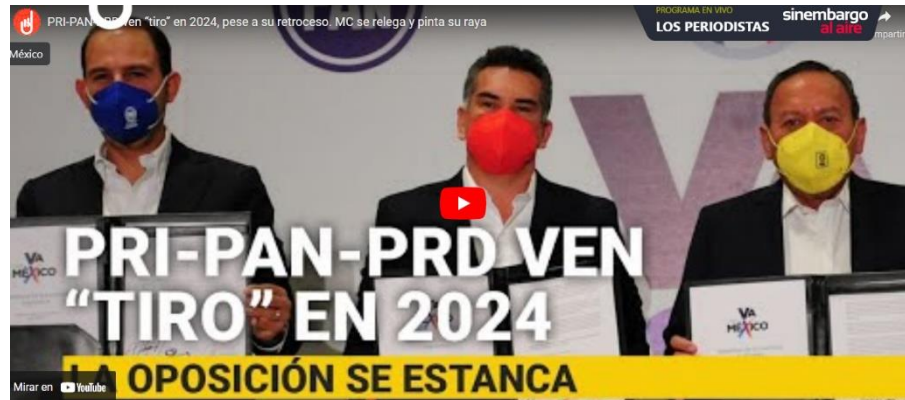 PRI-PAN-PRD ven “tiro” en 2024, pese a su retroceso. MC se relega y pinta su raya
PROGRAMA EN VIVO
LOS PERIODISTAS
sinembargo
al aire
mpartir
México
PAN
VA
MÉXICO
VA
MÉXICO
PRI-PAN-PRD VEN
“TIRO” EN 2024
LA OPOSICIÓN SE ESTANCA
Mirar en YouTube